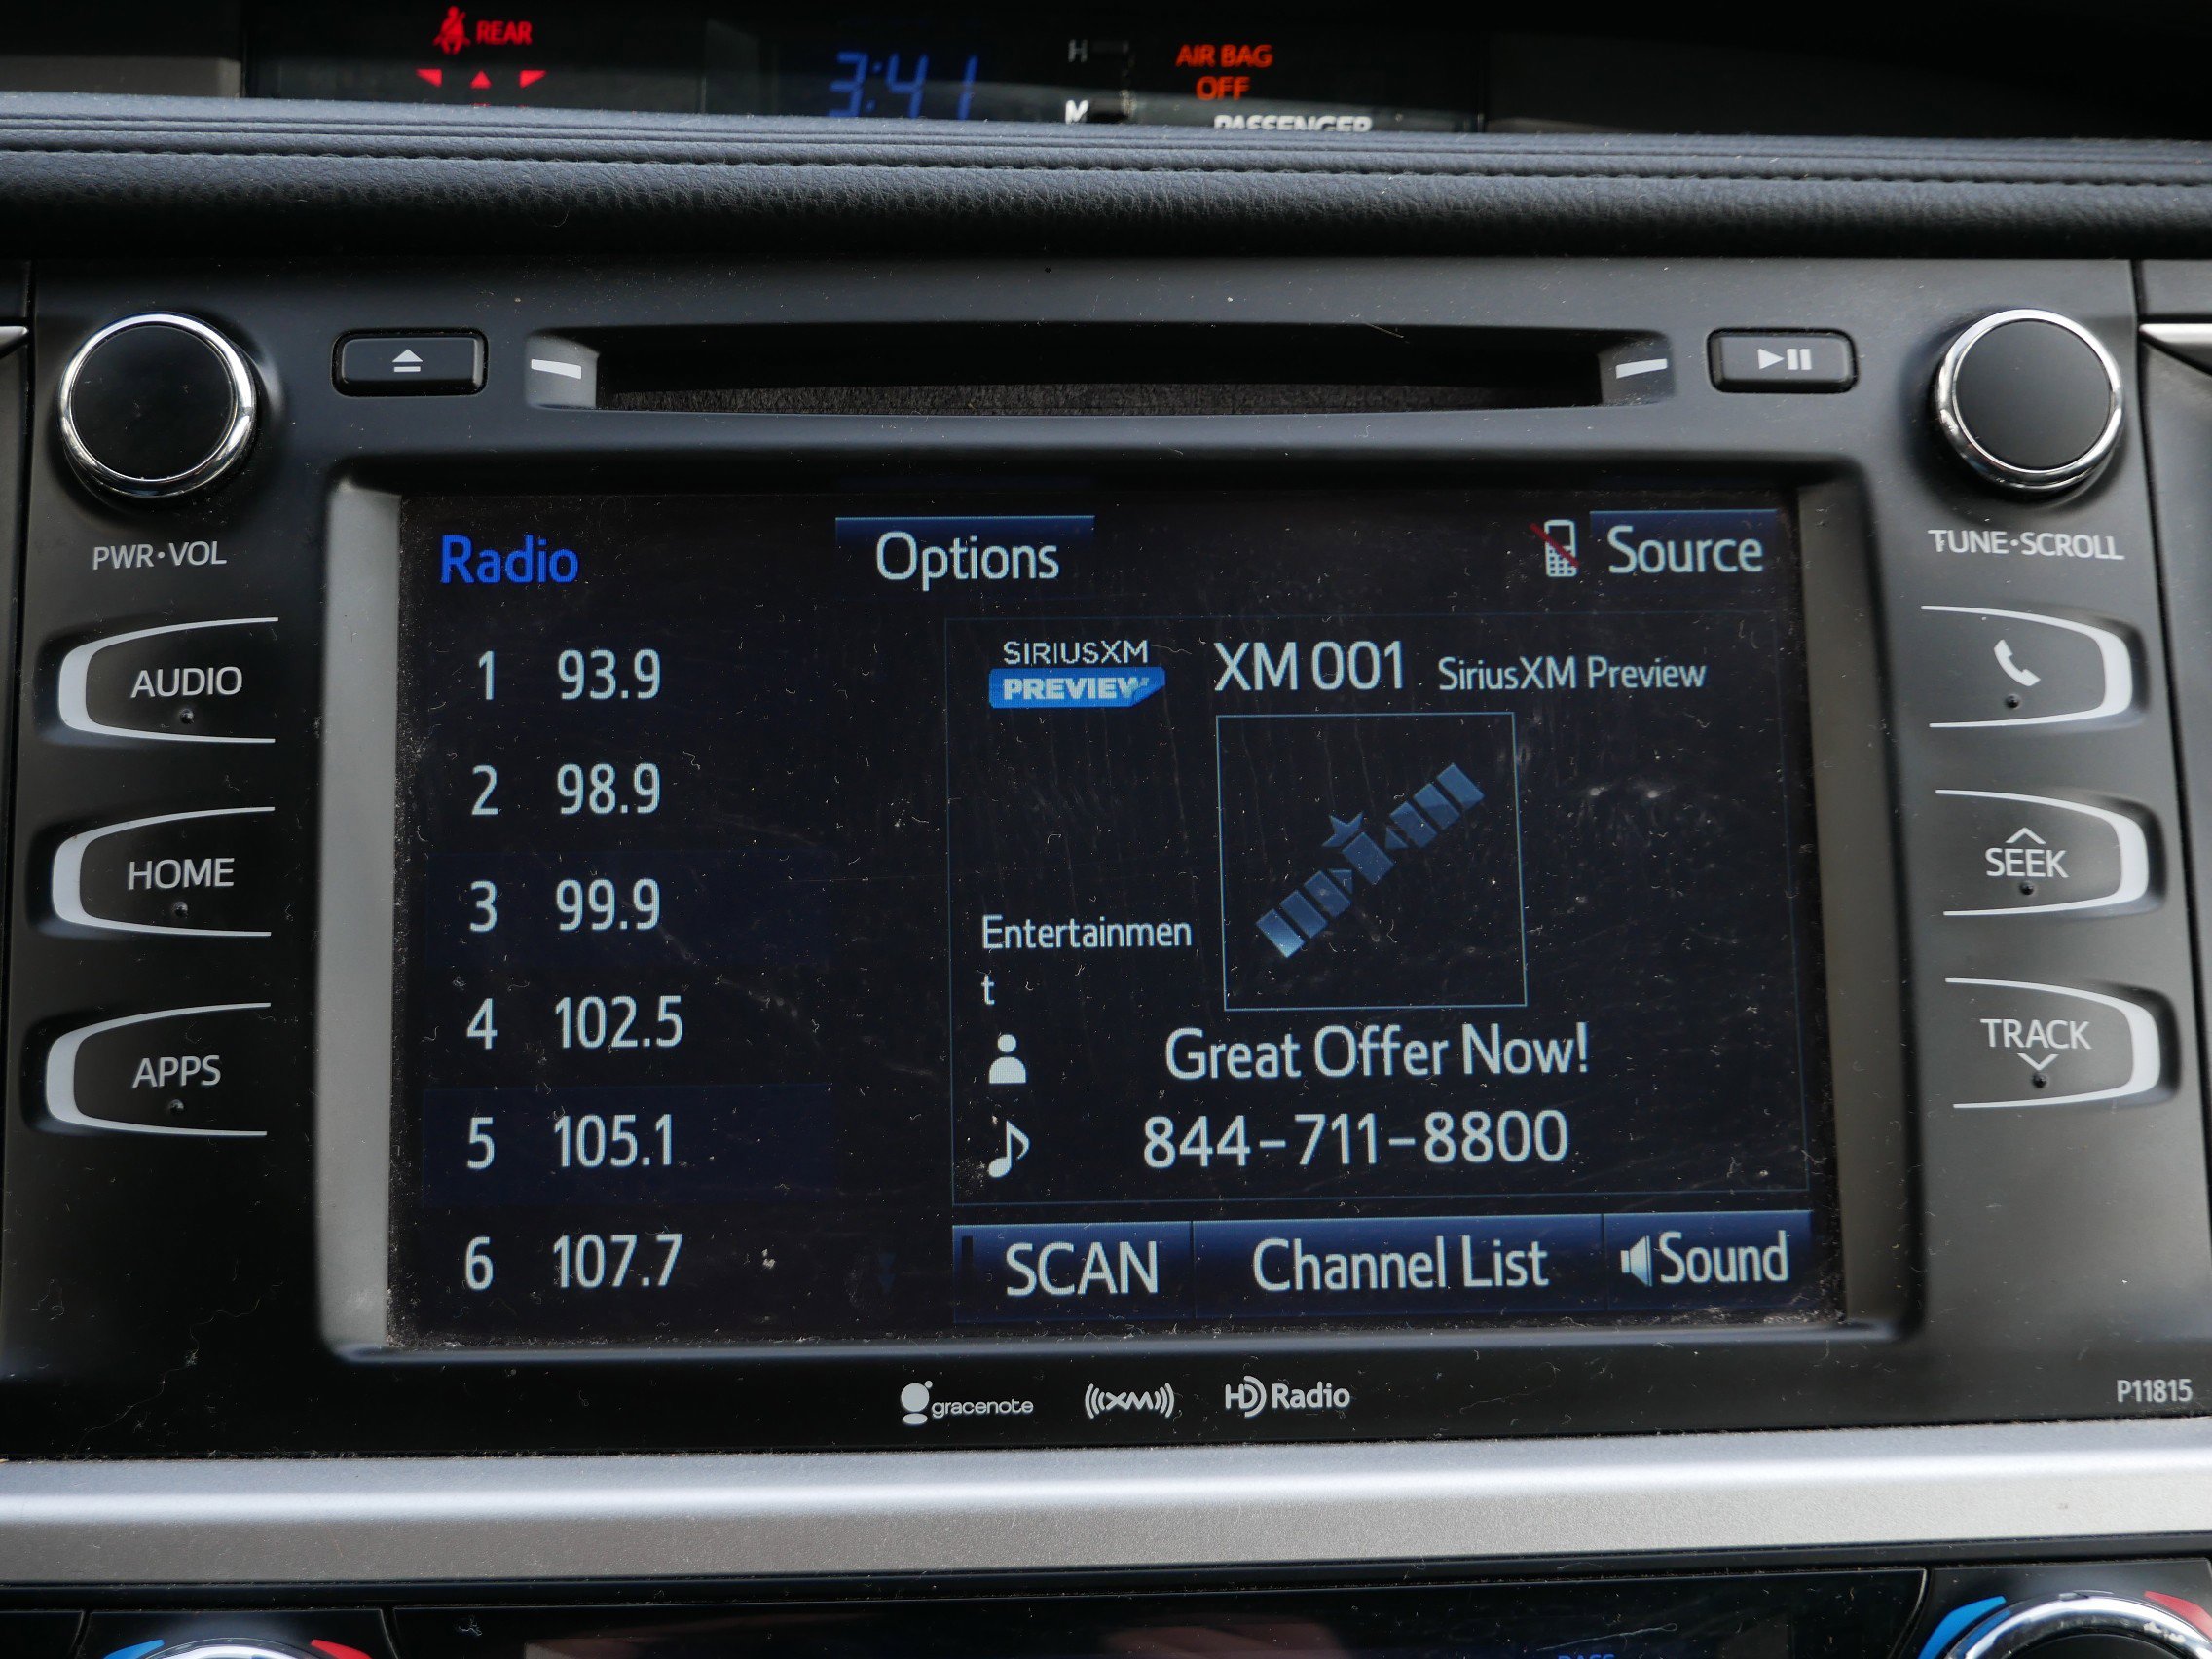 REAR
3:41
H
M
AIR BAG
OFF
PASSENGER
PWR•VOL
TUNE•SCROLL
AUDIO
HOME
APPS
SEEK
TRACK
Radio
Options
Source
1 93.9
2 98.9
3 99.9
4 102.5
5 105.1
6 107.7
SIRIUSXM
PREVIEW
XM 001 SiriusXM Preview
Entertainmen
t
Great Offer Now!
844-711-8800
SCAN
Channel List
Sound
gracenote
((XM))
HD Radio
P11815